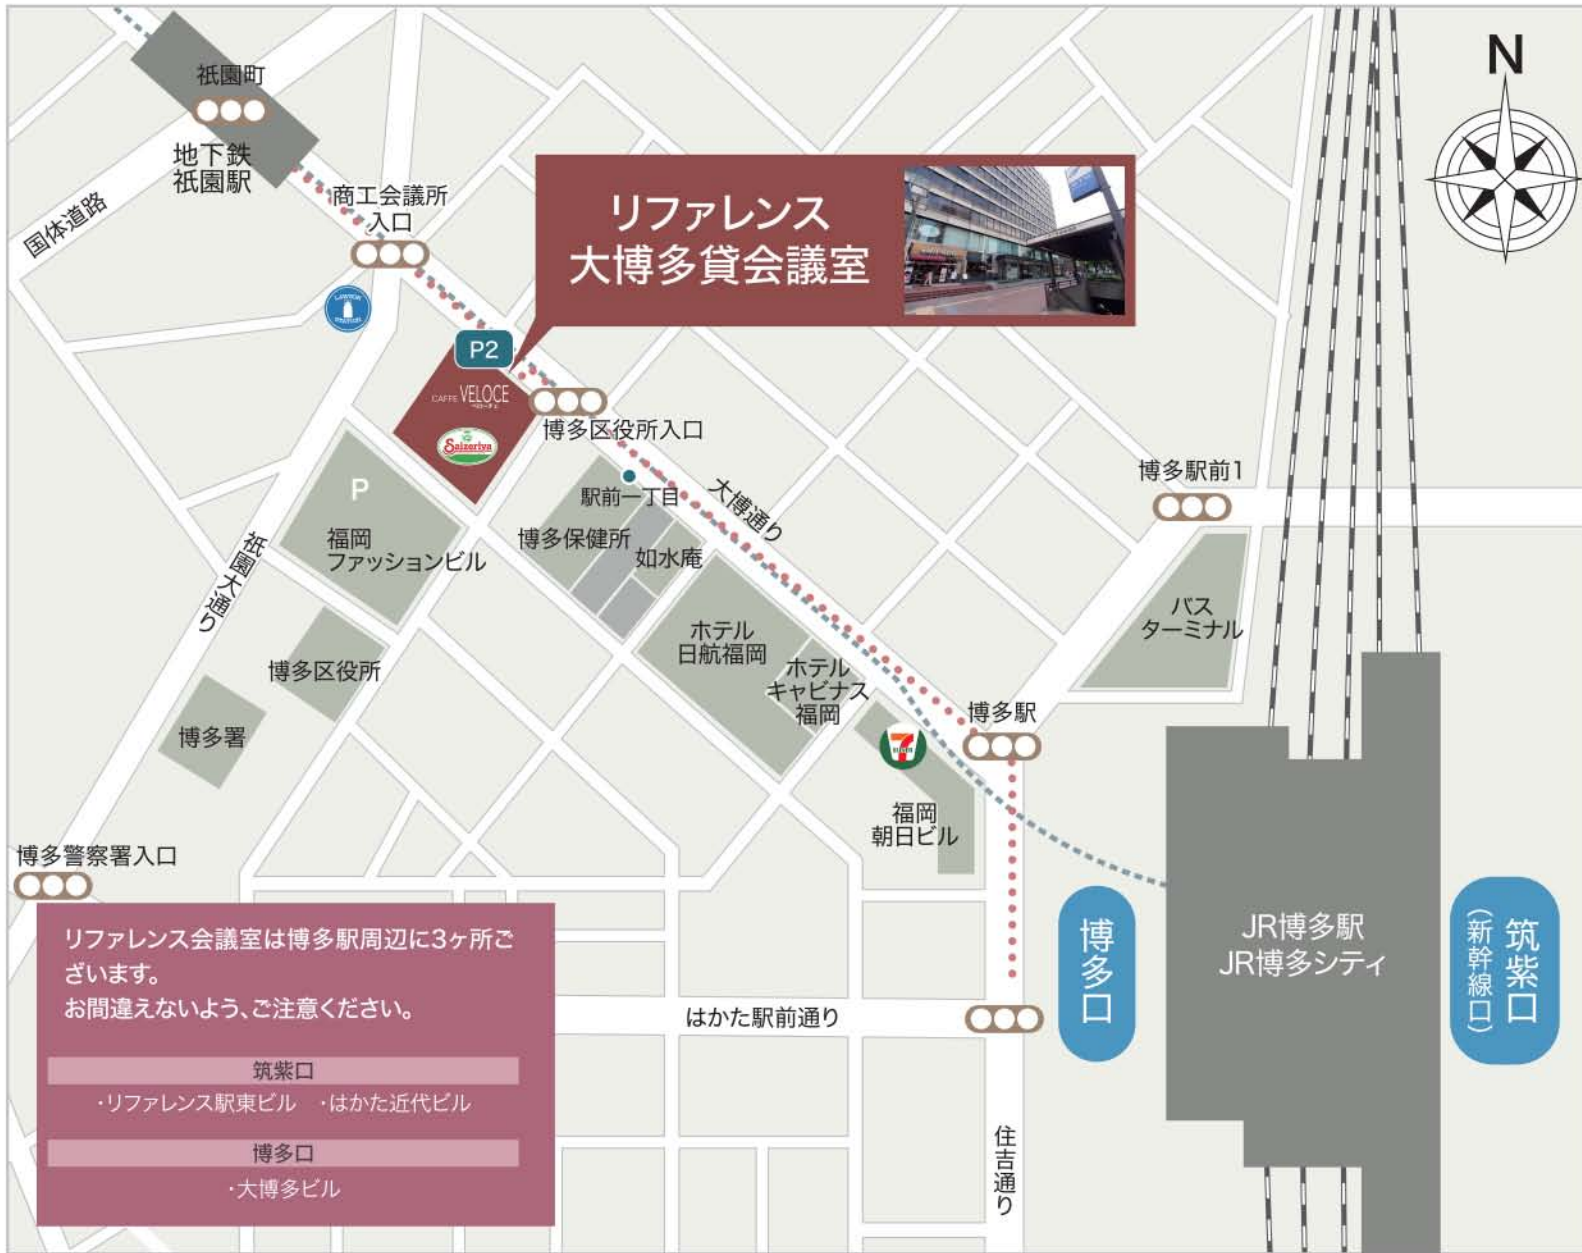 N
祇園町
地下鉄
祇園駅
国体道路
商工会議所
入口
LAWSON
STATION
リファレンス
大博多貸会議室
P2
CAFFE VELOCE
ベローチェ
Saizeriya
博多区役所入口
駅前一丁目
大博通り
博多駅前1
P
福岡
ファッションビル
博多保健所
如水庵
祇園大通り
バス
ターミナル
ホテル
日航福岡
ホテル
キャビナス
福岡
博多区役所
博多署
博多駅
7
ELEVEN
福岡
朝日ビル
博多警察署入口
博多口
JR博多駅
JR博多シティ
筑紫口
(新幹線口)
リファレンス会議室は博多駅周辺に3ヶ所ご
ざいます。
お間違えないよう、ご注意ください。
筑紫口
・リファレンス駅東ビル ・はかた近代ビル
博多口
・大博多ビル
はかた駅前通り
住吉通り